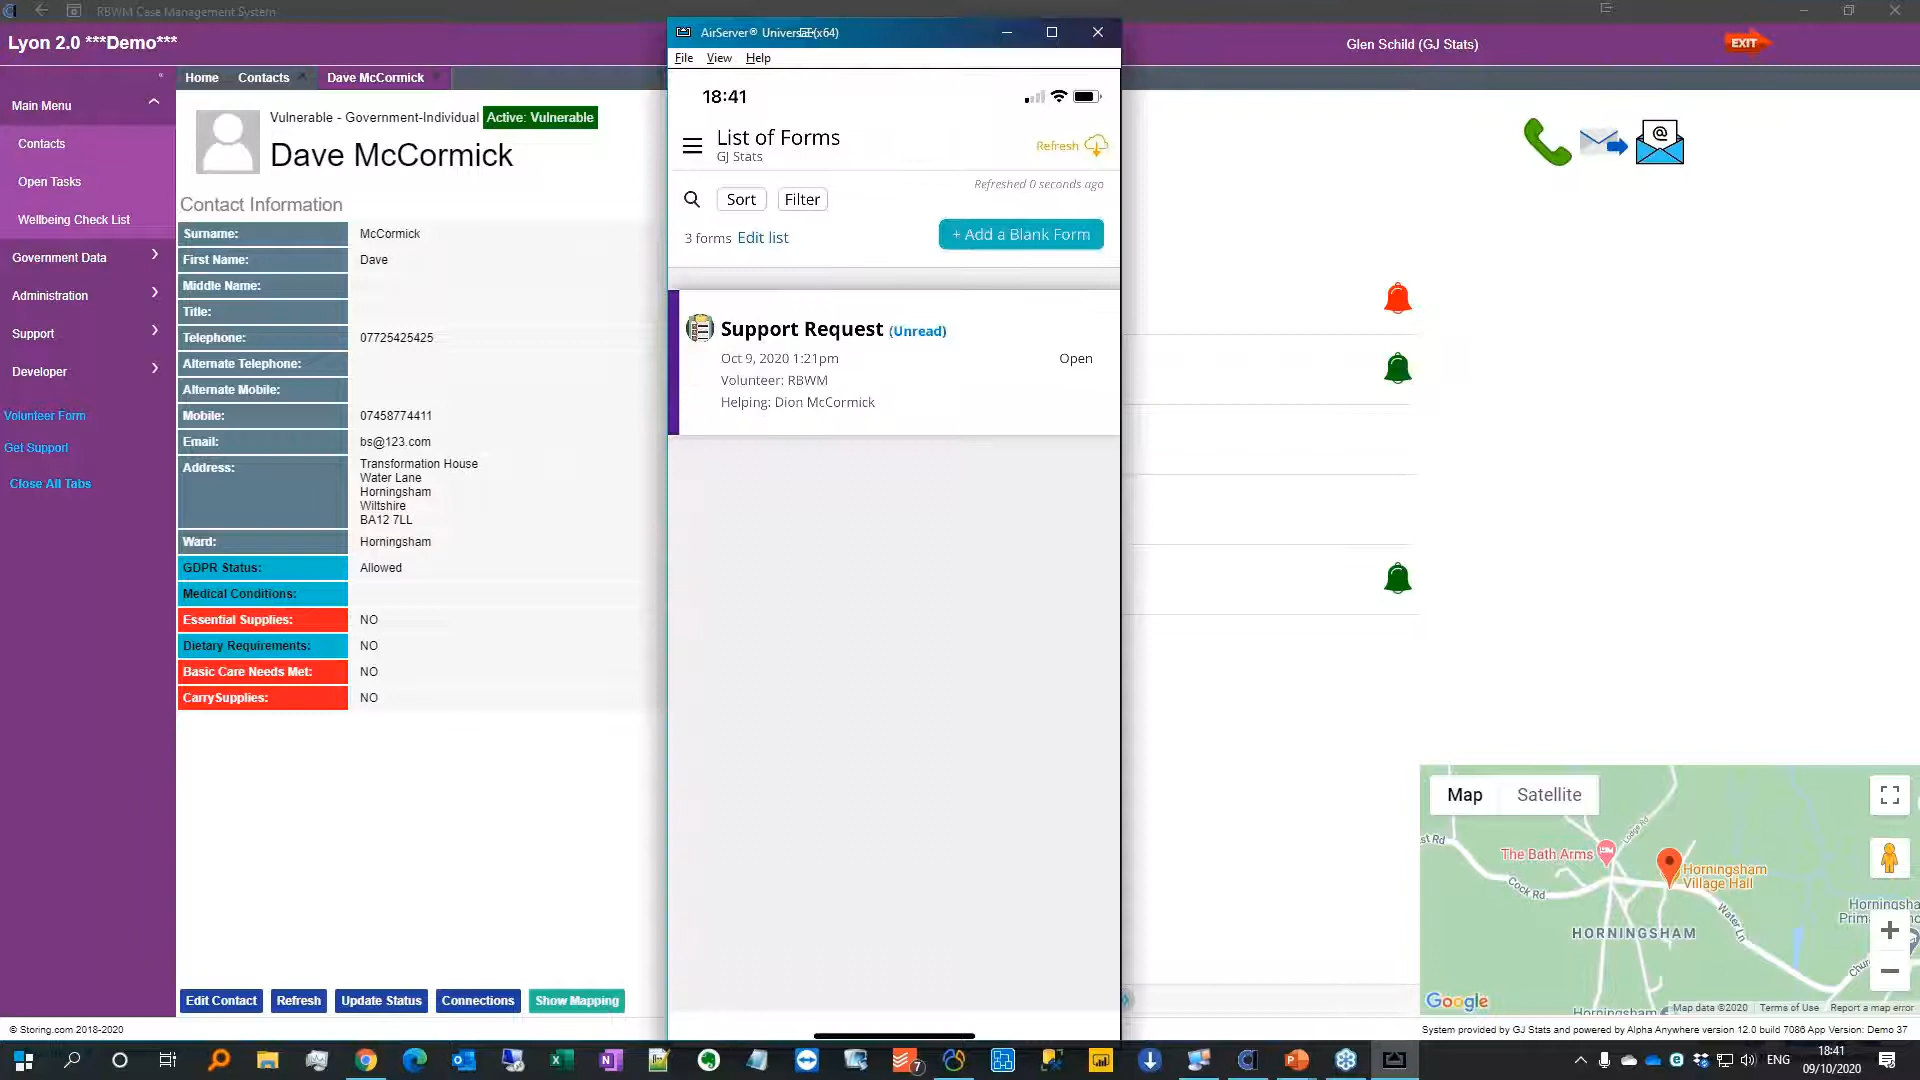 RBWM Case Management System
Lyon 2.0 ***Demo***
Glen Schild (GJ Stats)
EXIT
Main Menu
Contacts
Open Tasks
Wellbeing Check List
Government Data
Administration
Support
Developer
Volunteer Form
Get Support
Close All Tabs
Home
Contacts
Dave McCormick
Vulnerable - Government-Individual
Active: Vulnerable
Dave McCormick
Contact Information
Surname: McCormick
First Name: Dave
Middle Name:
Title:
Telephone: 07725425425
Alternate Telephone:
Alternate Mobile:
Mobile: 07458774411
Email: bs@123.com
Address: Transformation House
Water Lane
Horningsham
Wiltshire
BA12 7LL
Ward: Horningsham
GDPR Status: Allowed
Medical Conditions:
Essential Supplies: NO
Dietary Requirements: NO
Basic Care Needs Met: NO
CarrySupplies: NO
Edit Contact
Refresh
Update Status
Connections
Show Mapping
AirServer® Universal (x64)
File View Help
18:41
List of Forms
GJ Stats
Refresh
Refreshed 0 seconds ago
Sort
Filter
3 forms Edit list
+ Add a Blank Form
Support Request (Unread)
Oct 9, 2020 1:21pm
Open
Volunteer: RBWM
Helping: Dion McCormick
Map
Satellite
Lodge Rd
st Rd
The Bath Arms
Horningsham
Village Hall
Cock Rd
Water Ln
Horningsha
Prim
HORNINGSHAM
Google
Map data ©2020
Terms of Use
Report a map error
© Storing.com 2018-2020
System provided by GJ Stats and powered by Alpha Anywhere version 12.0 build 7086 App Version: Demo 37
7
ENG
18:41
09/10/2020